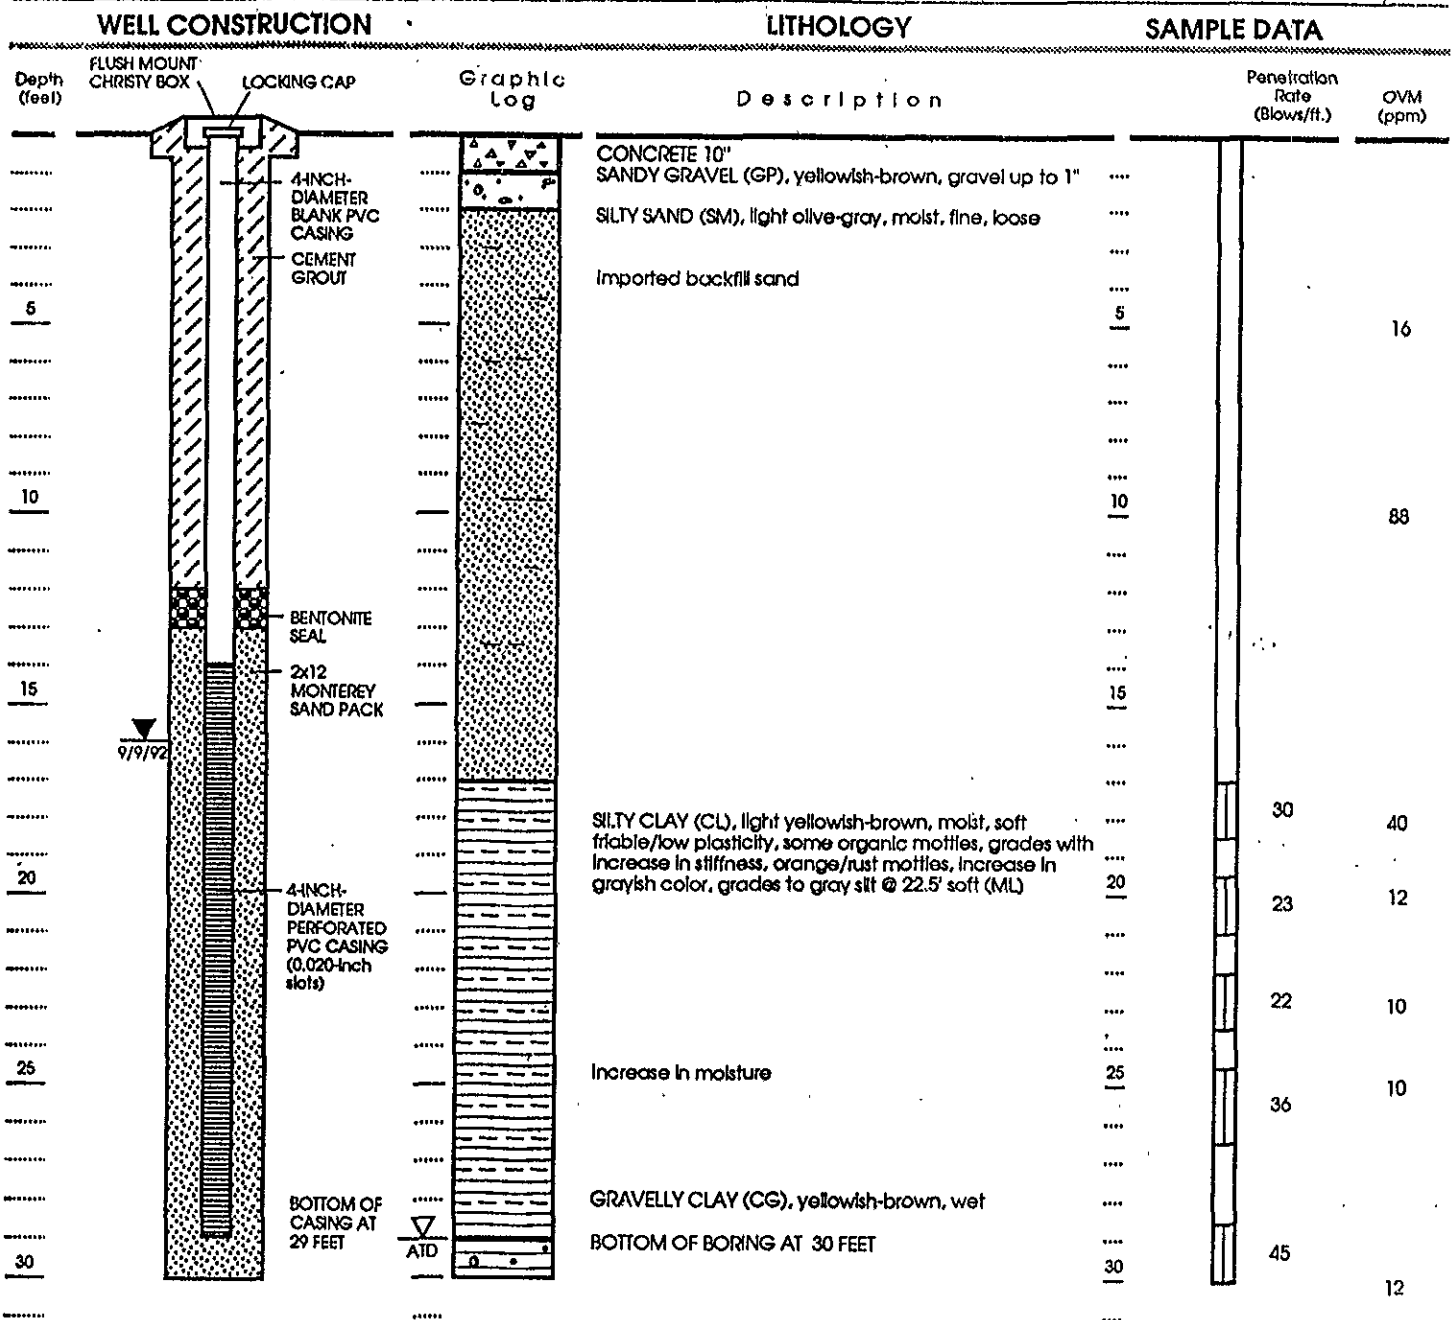 WELL CONSTRUCTION
LITHOLOGY
SAMPLE DATA
Depth
(feet)
FLUSH MOUNT
CHRISTY BOX
LOCKING CAP
Graphic
Log
Description
Penetration
Rate
(Blows/ft.)
OVM
(ppm)
4-INCH-
DIAMETER
BLANK PVC
CASING
CEMENT
GROUT
BENTONITE
SEAL
2x12
MONTEREY
SAND PACK
9/9/92
4-INCH-
DIAMETER
PERFORATED
PVC CASING
(0.020-Inch
slots)
BOTTOM OF
CASING AT
29 FEET
ATD
5
10
15
20
25
30
CONCRETE 10"
SANDY GRAVEL (GP), yellowish-brown, gravel up to 1"
SILTY SAND (SM), light olive-gray, moist, fine, loose
Imported backfill sand
SILTY CLAY (CL), light yellowish-brown, moist, soft
friable/low plasticity, some organic mottles, grades with
increase in stiffness, orange/rust mottles, increase in
grayish color, grades to gray silt @ 22.5' soft (ML)
Increase in moisture
GRAVELLY CLAY (CG), yellowish-brown, wet
BOTTOM OF BORING AT 30 FEET
5
10
15
20
25
30
30
23
22
36
45
16
88
40
12
10
10
12